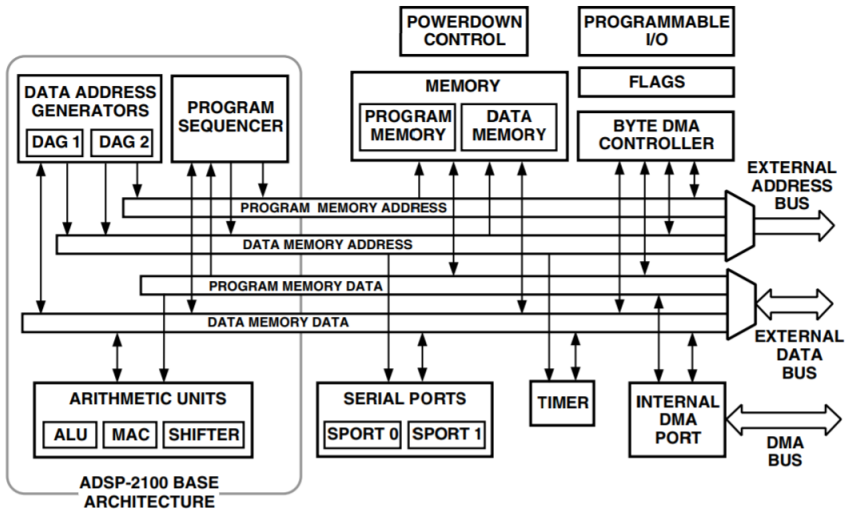 POWERDOWN
CONTROL
PROGRAMMABLE
I/O
DATA ADDRESS
GENERATORS
DAG 1
DAG 2
PROGRAM
SEQUENCER
MEMORY
PROGRAM
MEMORY
DATA
MEMORY
FLAGS
BYTE DMA
CONTROLLER
EXTERNAL
ADDRESS
BUS
PROGRAM MEMORY ADDRESS
DATA MEMORY ADDRESS
PROGRAM MEMORY DATA
DATA MEMORY DATA
EXTERNAL
DATA
BUS
ARITHMETIC UNITS
ALU
MAC
SHIFTER
SERIAL PORTS
SPORT 0
SPORT 1
TIMER
INTERNAL
DMA
PORT
DMA
BUS
ADSP-2100 BASE
ARCHITECTURE